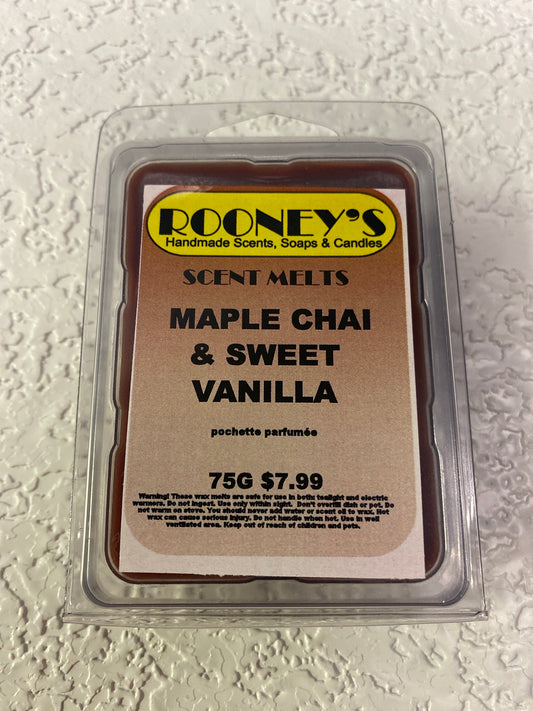 ROONEY'S
Handmade Scents, Soaps & Candles
SCENT MELTS
MAPLE CHAI
& SWEET
VANILLA
pochette parfumée
75G $7.99
Warning! These wax melts are safe for use in both: tealight and electric
warmers. Do not ingest. Use only within sight. Don't overfill dish or pot. Do
not warm on stove. You should never add water or scent oil to wax. Hot
wax can cause serious injury. Do not handle when hot. Use in well
ventilated area. Keep out of reach of children and pets.